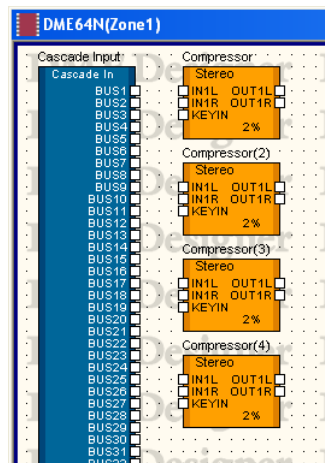 DME64N(Zone1)
Cascade Input
Cascade In
BUS1
BUS2
BUS3
BUS4
BUS5
BUS6
BUS7
BUS8
BUS9
BUS10
BUS11
BUS12
BUS13
BUS14
BUS15
BUS16
BUS17
BUS18
BUS19
BUS20
BUS21
BUS22
BUS23
BUS24
BUS25
BUS26
BUS27
BUS28
BUS29
BUS30
BUS31
Compressor
Stereo
IN1L OUT1L
IN1R OUT1R
KEYIN
2%
Compressor(2)
Stereo
IN1L OUT1L
IN1R OUT1R
KEYIN
2%
Compressor(3)
Stereo
IN1L OUT1L
IN1R OUT1R
KEYIN
2%
Compressor(4)
Stereo
IN1L OUT1L
IN1R OUT1R
KEYIN
2%